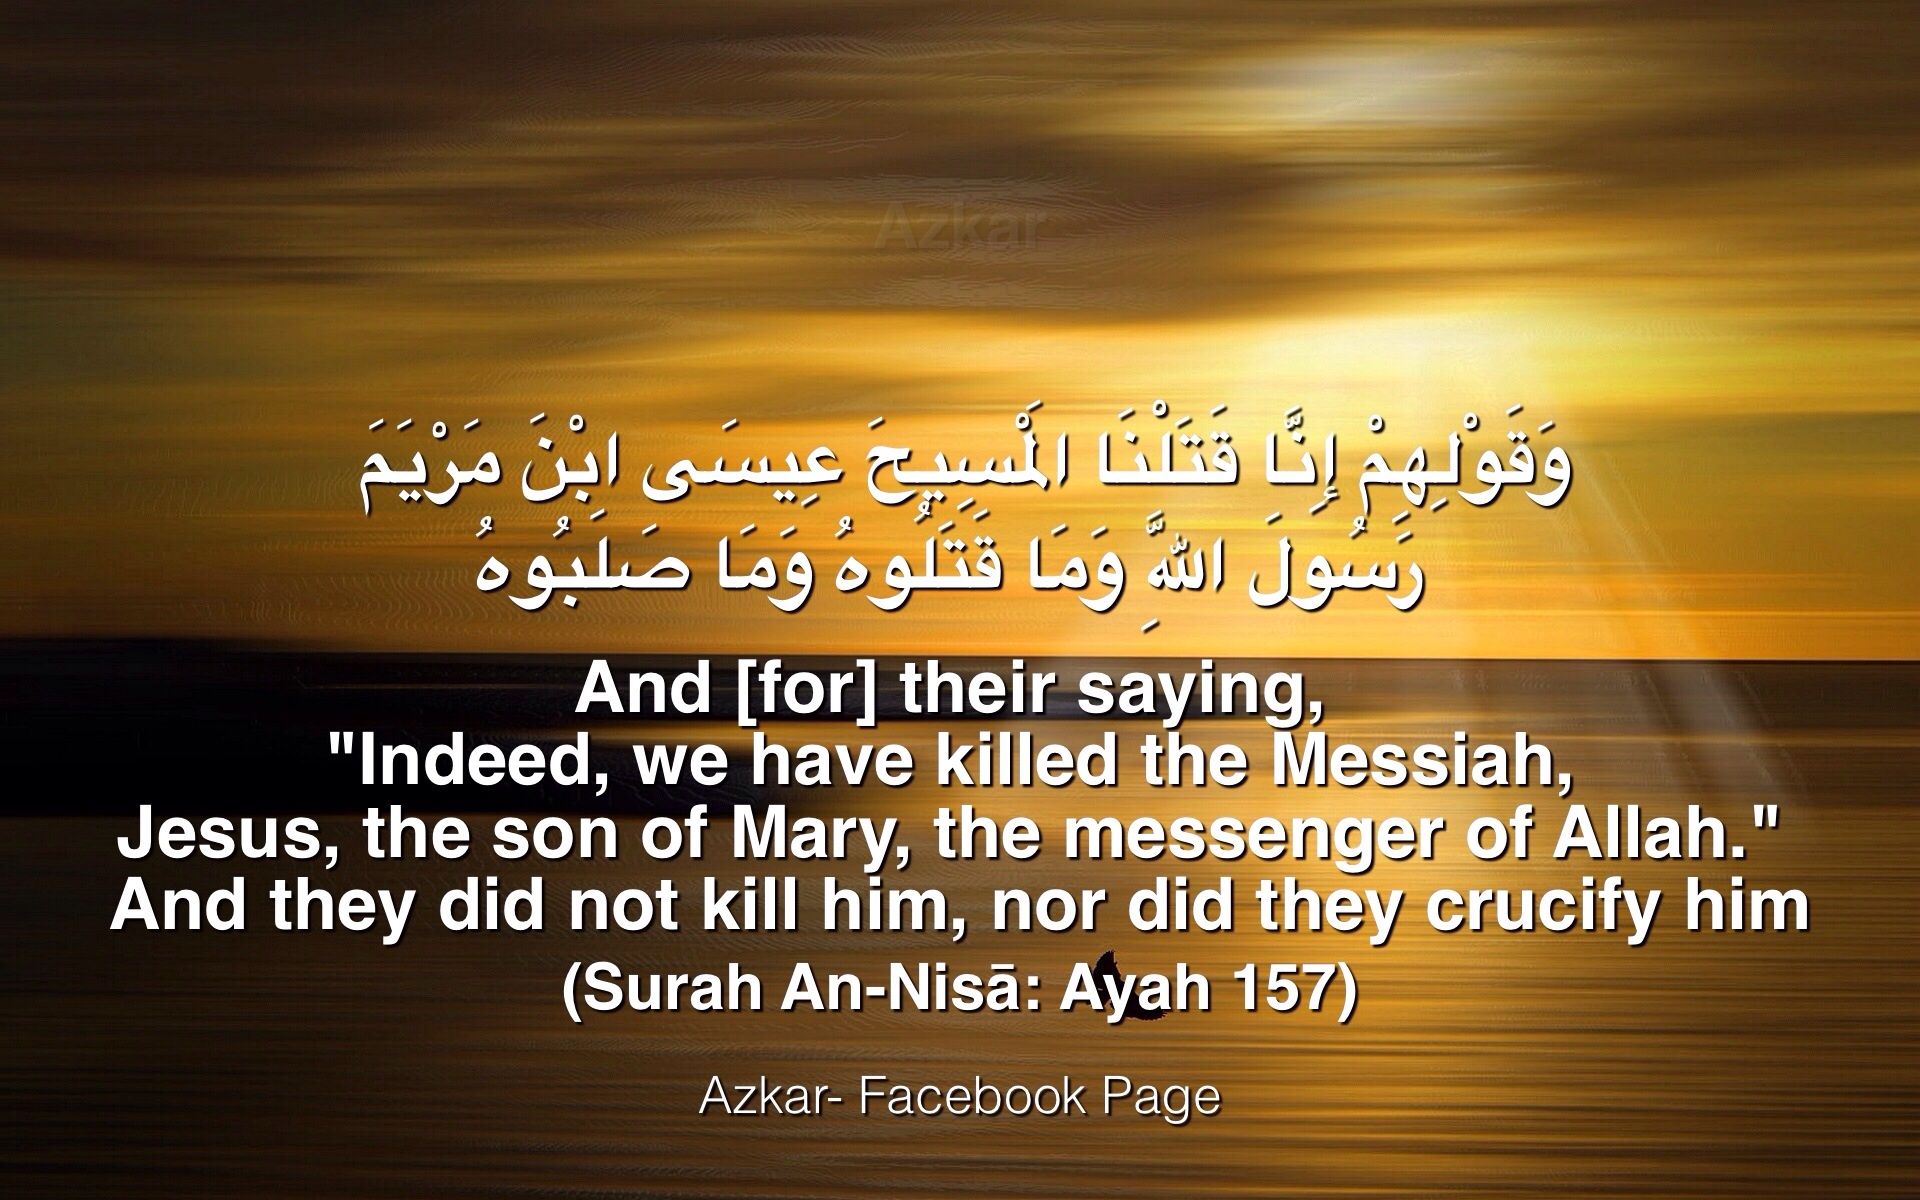 Azkar
وَقَوْلِهِمْ إِنَّا قَتَلْنَا الْمَسِيحَ عِيسَى ابْنَ مَرْيَمَ
رَسُولَ اللَّهِ وَمَا قَتَلُوهُ وَمَا صَلَبُوهُ
And [for] their saying,
"Indeed, we have killed the Messiah,
Jesus, the son of Mary, the messenger of Allah."
And they did not kill him, nor did they crucify him
(Surah An-Nisā: Ayah 157)
Azkar- Facebook Page